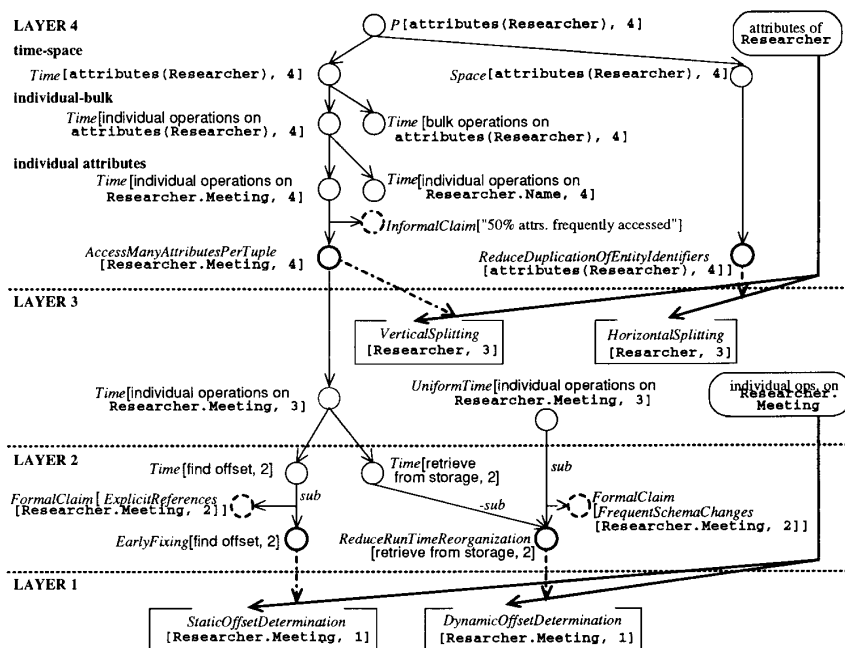 LAYER 4
P[attributes(Researcher), 4]
attributes of
Researcher
time-space
Time[attributes(Researcher), 4]
Space[attributes(Researcher), 4]
individual-bulk
Time[individual operations on
attributes(Researcher), 4]
Time[bulk operations on
attributes(Researcher), 4]
individual attributes
Time[individual operations on
Researcher.Meeting, 4]
Time[individual operations on
Researcher.Name, 4]
InformalClaim["50% attrs. frequently accessed"}
AccessManyAttributesPerTuple
[Researcher.Meeting, 4]
ReduceDuplicationOfEntityIdentifiers
[attributes(Researcher), 4]]
LAYER 3
VerticalSplitting
[Researcher, 3]
HorizontalSplitting
[Resarcher, 3]
Time[individual operations on
Researcher.Meeting, 3]
UniformTime[individual operations on
Researcher.Meeting, 3]
individual ops. on
Researcher.
Meeting
LAYER 2
Time[find offset, 2]
Time[retrieve
from storage, 2]
sub
FormalClaim[ExplicitReferences
[Researcher.Meeting, 2]]
sub
-sub
FormalClaim
[FrequentSchemaChanges
[Researcher.Meeting, 2]]
EarlyFixing[find offset, 2]
ReduceRunTimeReorganization
[retrieve from storage, 2]
LAYER 1
StaticOffsetDetermination
[Researcher.Meeting, 1]
DynamicOffsetDetermination
[Resarcher.Meeting, 1]